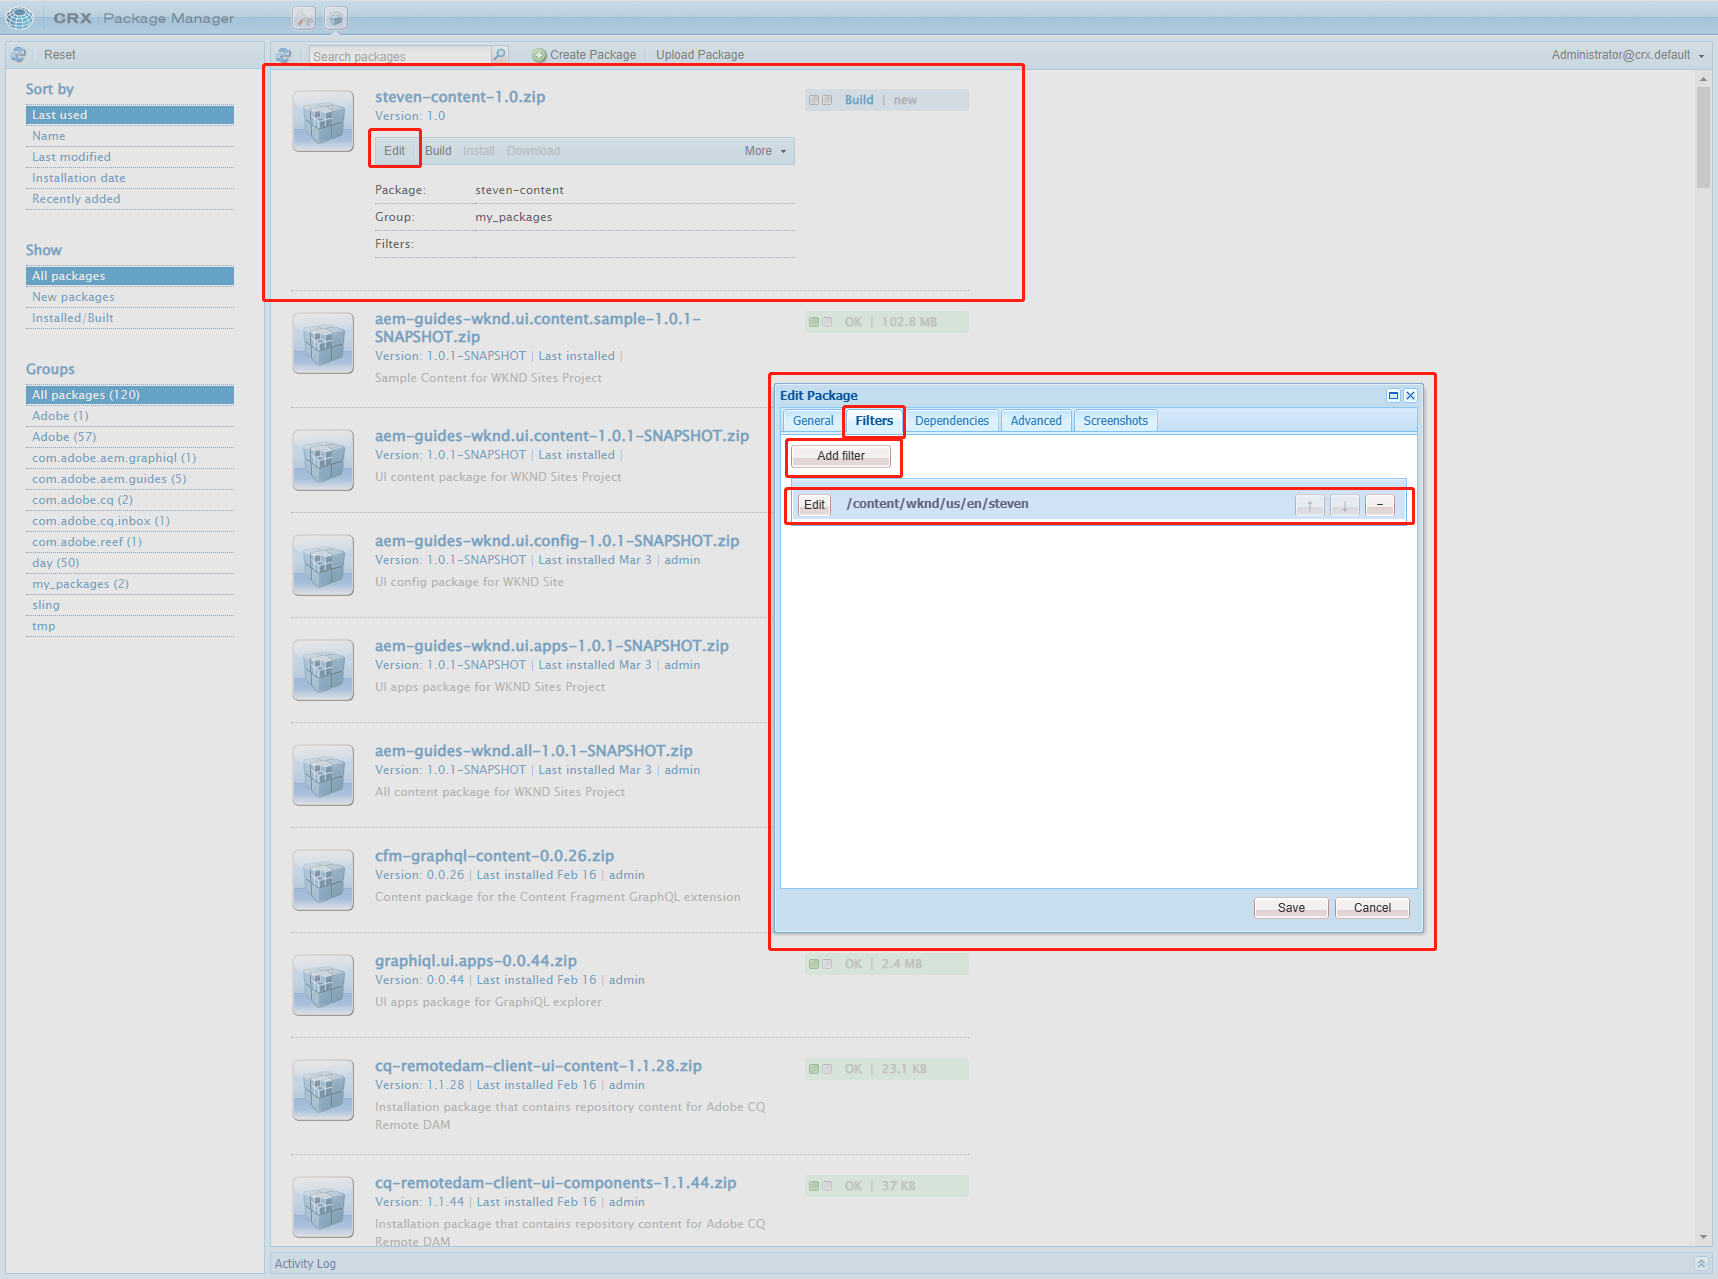 CRX | Package Manager
Reset
Search packages
Create Package
Upload Package
Administrator@crx.default
Sort by
Last used
Name
Last modified
Installation date
Recently added
Show
All packages
New packages
Installed/Built
Groups
All packages (120)
Adobe (1)
Adobe (57)
com.adobe.aem.graphiql (1)
com.adobe.aem.guides (5)
com.adobe.cq (2)
com.adobe.cq.inbox (1)
com.adobe.reef (1)
day (50)
my_packages (2)
sling
tmp
steven-content-1.0.zip
Version: 1.0
Build | new
Edit Build Install Download More
Package: steven-content
Group: my_packages
Filters:
aem-guides-wknd.ui.content.sample-1.0.1-
SNAPSHOT.zip
Version: 1.0.1-SNAPSHOT | Last installed |
Sample Content for WKND Sites Project
OK | 102.8 MB
aem-guides-wknd.ui.content-1.0.1-SNAPSHOT.zip
Version: 1.0.1-SNAPSHOT | Last installed |
UI content package for WKND Sites Project
aem-guides-wknd.ui.config-1.0.1-SNAPSHOT.zip
Version: 1.0.1-SNAPSHOT | Last installed Mar 3 | admin
UI config package for WKND Site
aem-guides-wknd.ui.apps-1.0.1-SNAPSHOT.zip
Version: 1.0.1-SNAPSHOT | Last installed Mar 3 | admin
UI apps package for WKND Sites Project
aem-guides-wknd.all-1.0.1-SNAPSHOT.zip
Version: 1.0.1-SNAPSHOT | Last installed Mar 3 | admin
All content package for WKND Sites Project
cfm-graphql-content-0.0.26.zip
Version: 0.0.26 | Last installed Feb 16 | admin
Content package for the Content Fragment GraphQL extension
graphiql.ui.apps-0.0.44.zip
Version: 0.0.44 | Last installed Feb 16 | admin
UI apps package for GraphiQL explorer
OK | 2.4 MB
cq-remotedam-client-ui-content-1.1.28.zip
Version: 1.1.28 | Last installed Feb 16 | admin
Installation package that contains repository content for Adobe CQ
Remote DAM
OK | 23.1 KB
cq-remotedam-client-ui-components-1.1.44.zip
Version: 1.1.44 | Last installed Feb 16 | admin
Installation package that contains repository content for Adobe CQ
Remote DAM
OK | 37 KB
Edit Package
General Filters Dependencies Advanced Screenshots
Add filter
Edit /content/wknd/us/en/steven ↑ ↓ −
Save Cancel
Activity Log